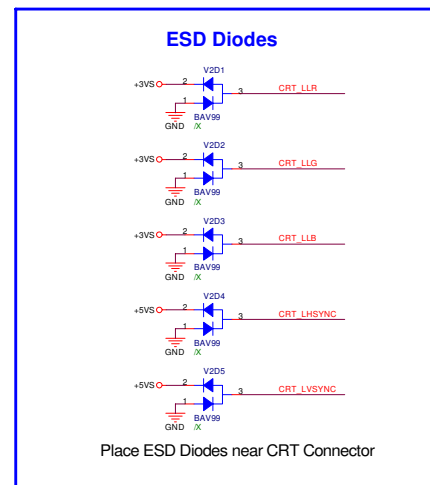 ESD Diodes
V2D1
+3VS 2
3 CRT_LLR
1
BAV99
GND /X
V2D2
+3VS 2
3 CRT_LLG
1
BAV99
GND /X
V2D3
+3VS 2
3 CRT_LLB
1
BAV99
GND /X
V2D4
+5VS 2
3 CRT_LHSYNC
1
BAV99
GND /X
V2D5
+5VS 2
3 CRT_LVSYNC
1
BAV99
GND /X
Place ESD Diodes near CRT Connector